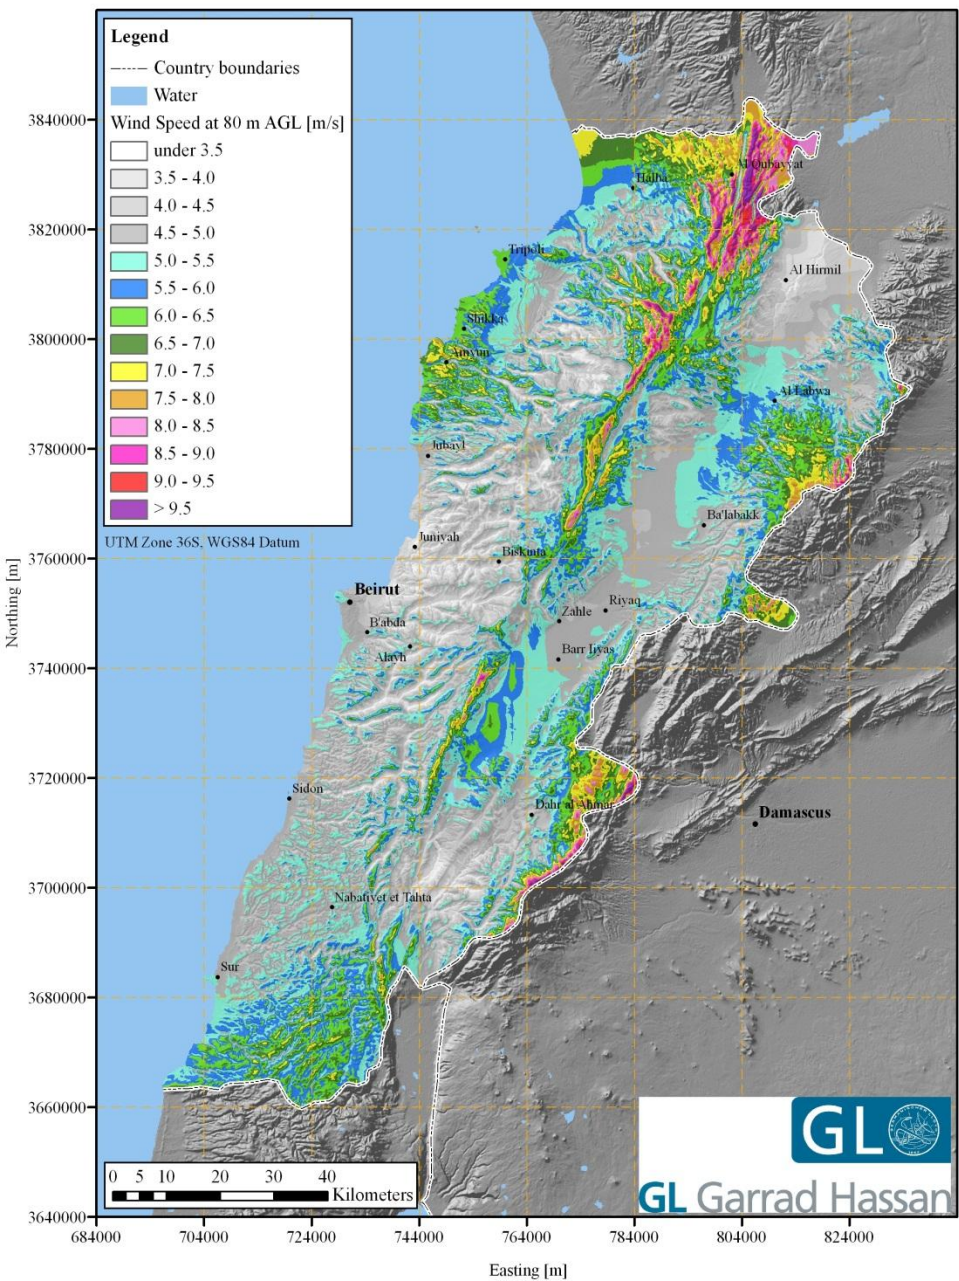 Legend
Country boundaries
Water
Wind Speed at 80 m AGL [m/s]
under 3.5
3.5 - 4.0
4.0 - 4.5
4.5 - 5.0
5.0 - 5.5
5.5 - 6.0
6.0 - 6.5
6.5 - 7.0
7.0 - 7.5
7.5 - 8.0
8.0 - 8.5
8.5 - 9.0
9.0 - 9.5
> 9.5
UTM Zone 36S, WGS84 Datum
Northing [m]
3840000
3820000
3800000
3780000
3760000
3740000
3720000
3700000
3680000
3660000
3640000
Al Qubayyat
Halba
Tripoli
Al Hirmil
Shikka
Amyun
Al Labwa
Jubayl
Ba'labakk
Juniyah
Biskinta
Beirut
Riyaq
Zahle
B'abda
Alayh
Barr Iiyas
Sidon
Dahr al Ahmar
Damascus
Nabatiyet et Tahta
Sur
0 5 10 20 30 40
Kilometers
GL
GL Garrad Hassan
684000 704000 724000 744000 764000 784000 804000 824000
Easting [m]